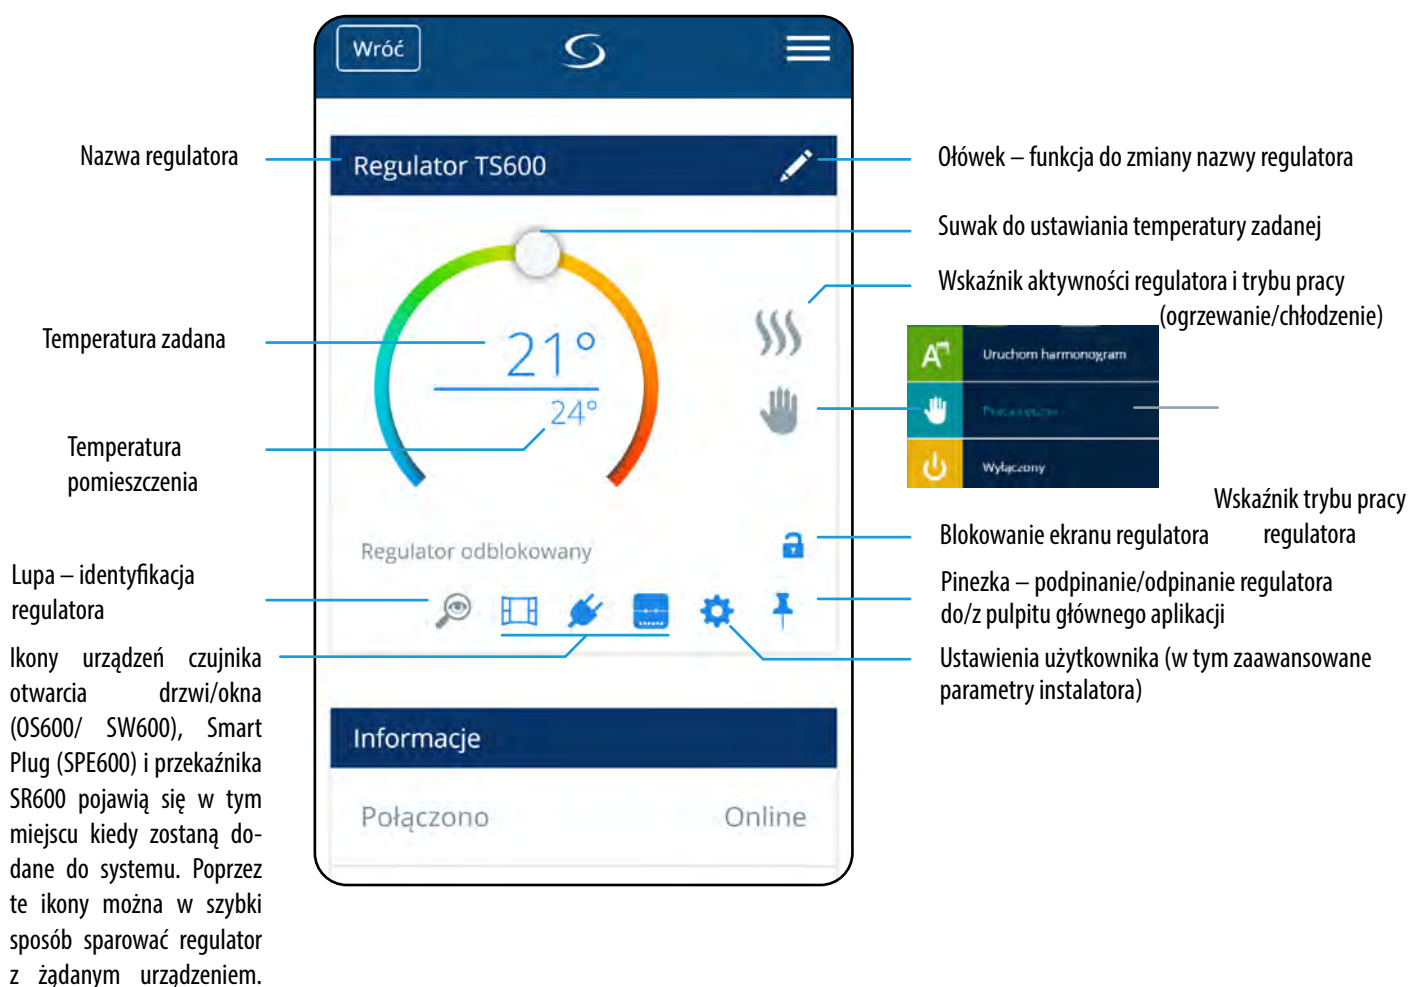 Wróć
Nazwa regulatora
Regulator TS600
Ołówek – funkcja do zmiany nazwy regulatora
Suwak do ustawiania temperatury zadanej
Wskaźnik aktywności regulatora i trybu pracy
(ogrzewanie/chłodzenie)
Temperatura zadana
21°
24°
A
Uruchom harmonogram
Praca ręczna
Wyłączony
Temperatura
pomieszczenia
Wskaźnik trybu pracy
regulatora
Regulator odblokowany
Blokowanie ekranu regulatora
Lupa – identyfikacja
regulatora
Pinezka – podpinanie/odpinanie regulatora
do/z pulpitu głównego aplikacji
Ikony urządzeń czujnika
otwarcia drzwi/okna
(OS600/ SW600), Smart
Plug (SPE600) i przekaźnika
SR600 pojawią się w tym
miejscu kiedy zostaną do-
dane do systemu. Poprzez
te ikony można w szybki
sposób sparować regulator
z żądanym urządzeniem.
Ustawienia użytkownika (w tym zaawansowane
parametry instalatora)
Informacje
Połączono Online